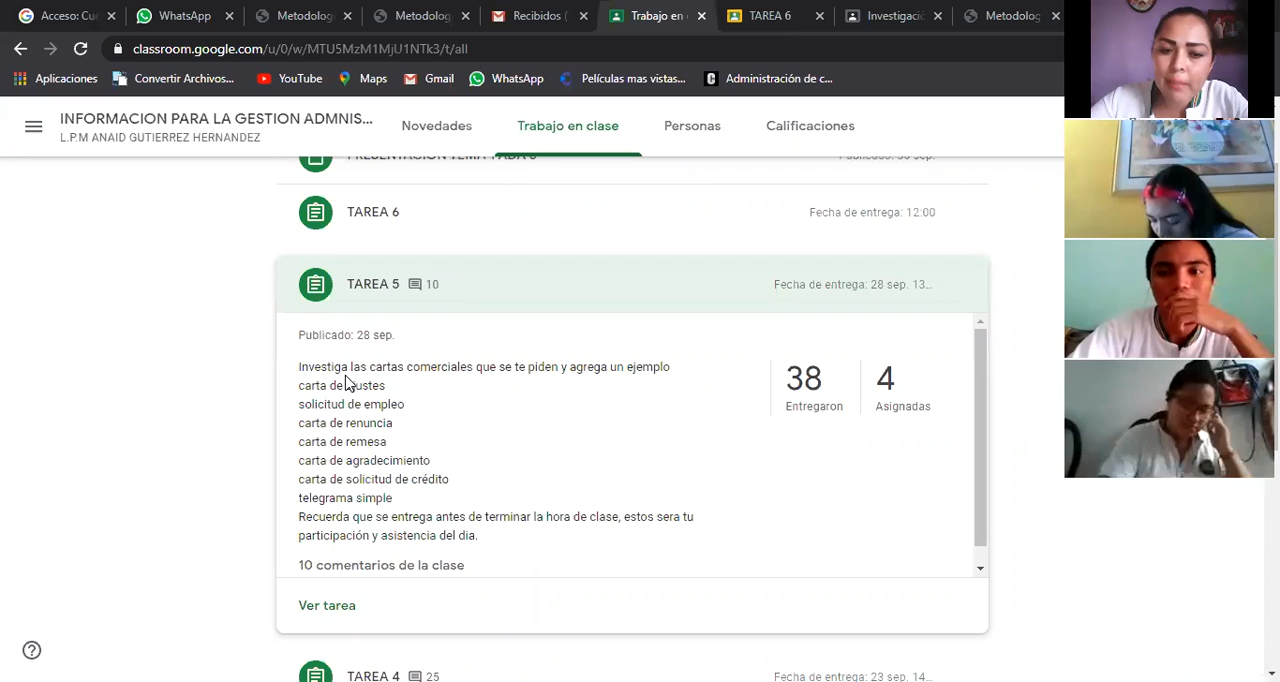 Acceso: Cu
WhatsApp
Metodolog
Metodolog
Recibidos (
Trabajo en
TAREA 6
Investigaci
Metodolog
classroom.google.com/u/0/w/MTU5MzM1MjU1NTk3/t/all
Aplicaciones
Convertir Archivos...
YouTube
Maps
Gmail
WhatsApp
Películas mas vistas...
Administración de c...
INFORMACION PARA LA GESTION ADMNIS...
L.P.M ANAID GUTIERREZ HERNANDEZ
Novedades
Trabajo en clase
Personas
Calificaciones
TAREA 6
Fecha de entrega: 12:00
TAREA 5
10
Fecha de entrega: 28 sep. 13...
Publicado: 28 sep.
Investiga las cartas comerciales que se te piden y agrega un ejemplo
carta de
solicitud de empleo
carta de renuncia
carta de remesa
carta de agradecimiento
carta de solicitud de crédito
telegrama simple
Recuerda que se entrega antes de terminar la hora de clase, estos sera tu
participación y asistencia del dia.
38
Entregaron
4
Asignadas
10 comentarios de la clase
Ver tarea
TAREA 4
25
Fecha de entrega: 23 sep. 14...